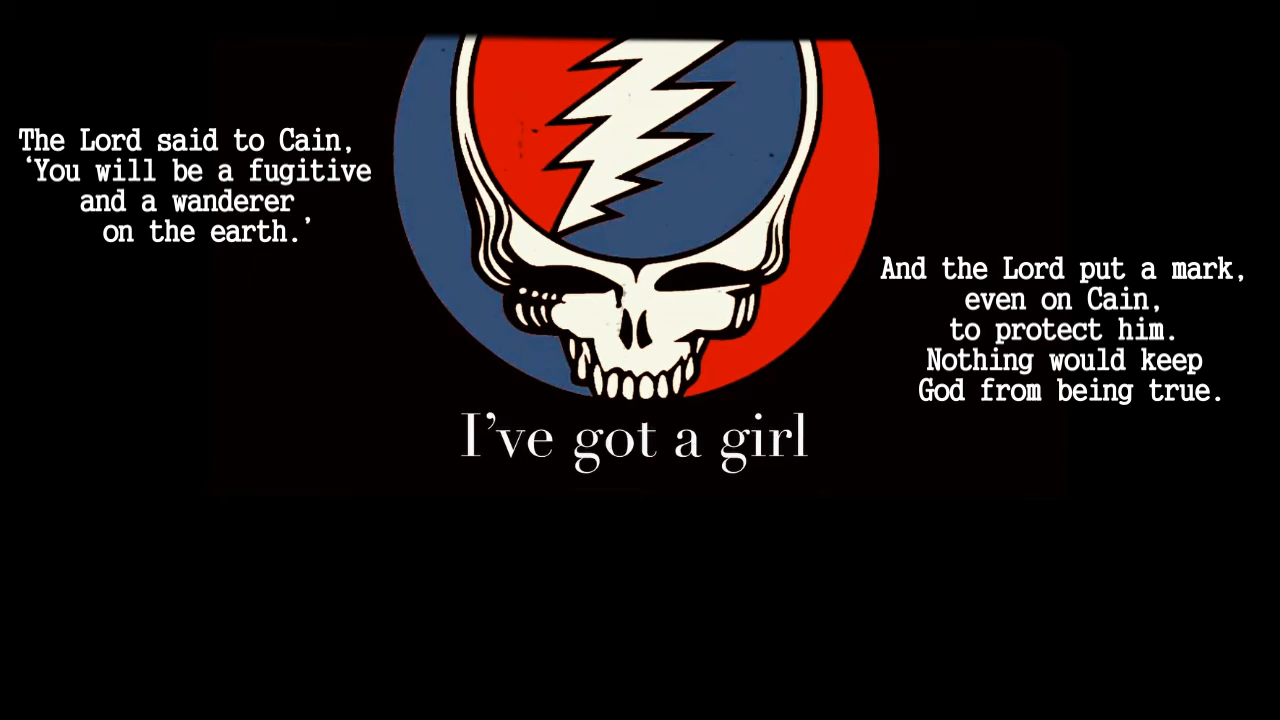 The Lord said to Cain,
‘You will be a fugitive
and a wanderer
on the earth.’
And the Lord put a mark,
even on Cain,
to protect him.
Nothing would keep
God from being true.
I’ve got a girl